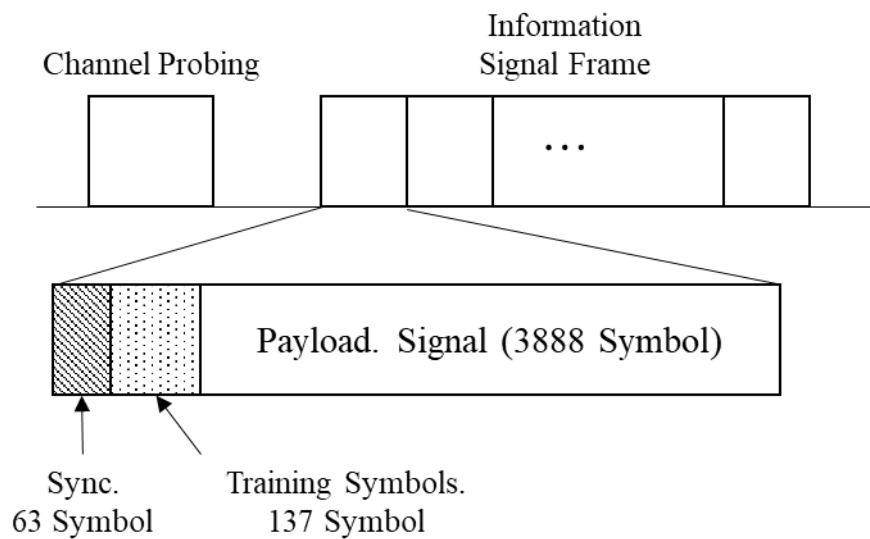 Information
Channel Probing
Signal Frame
...
Payload. Signal (3888 Symbol)
Sync.
63 Symbol
Training Symbols.
137 Symbol